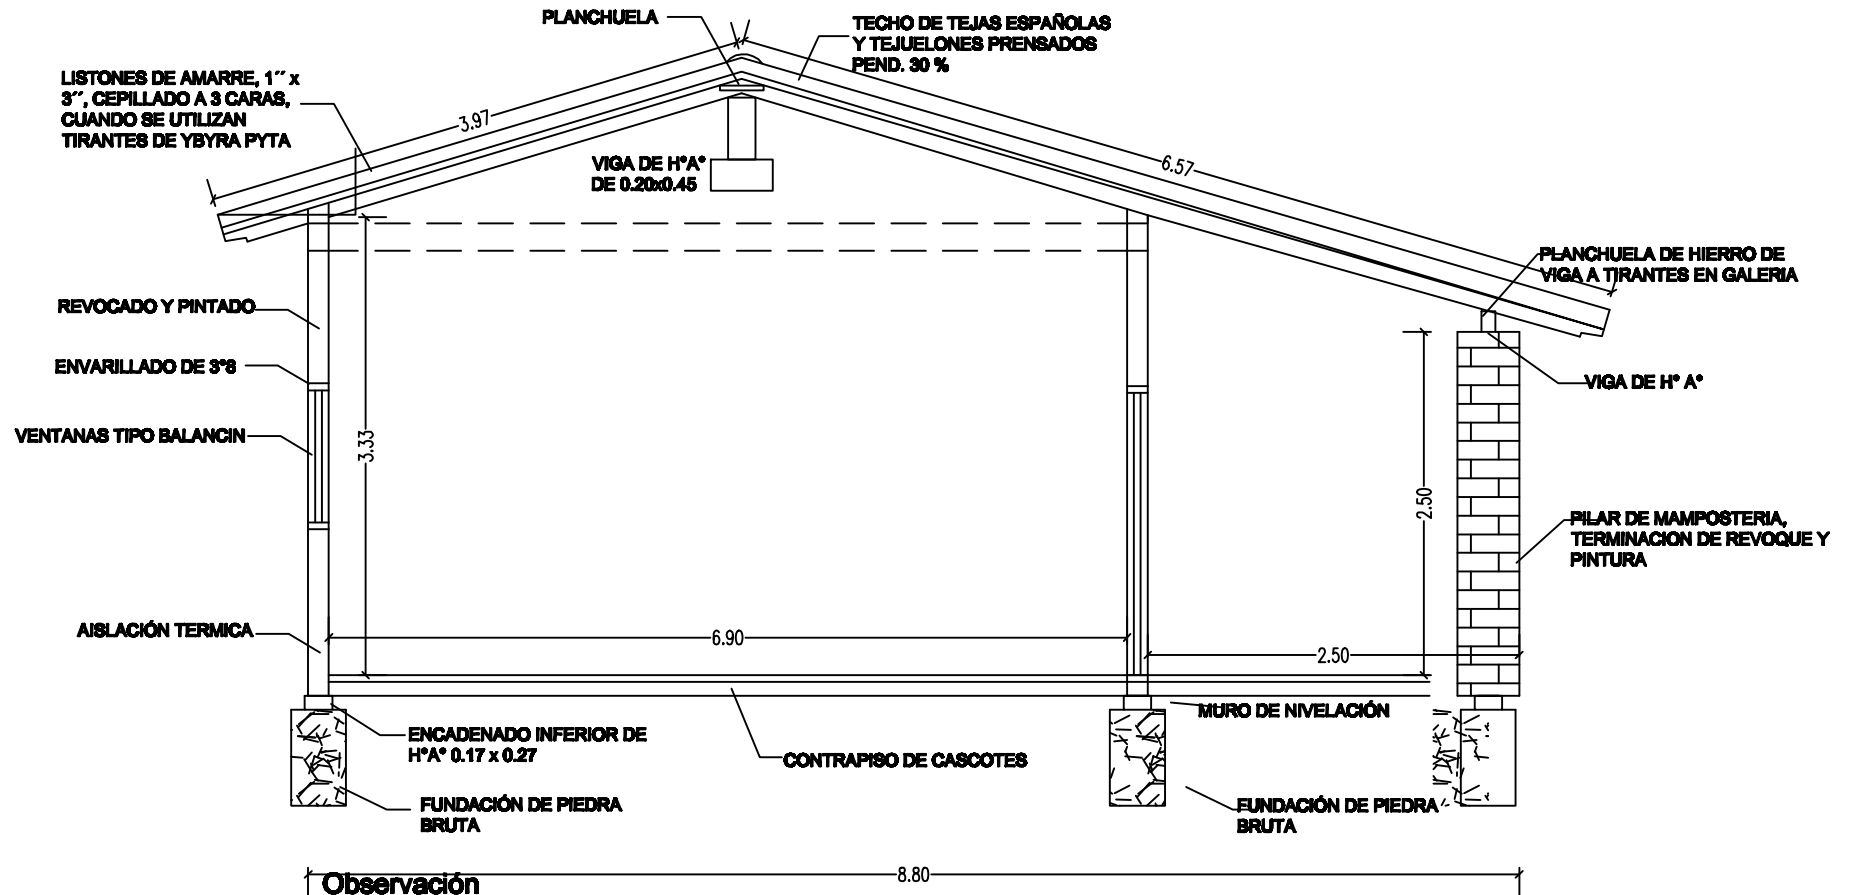 PLANCHUELA
TECHO DE TEJAS ESPAÑOLAS
Y TEJUELONES PRENSADOS
PEND. 30 %
LISTONES DE AMARRE, 1´´ x
3´´, CEPILLADO A 3 CARAS,
CUANDO SE UTILIZAN
TIRANTES DE YBYRA PYTA
3.97
6.57
VIGA DE H°A°
DE 0.20x0.45
PLANCHUELA DE HIERRO DE
VIGA A TIRANTES EN GALERIA
REVOCADO Y PINTADO
ENVARILLADO DE 3°8
VIGA DE H° A°
VENTANAS TIPO BALANCIN
3.33
2.50
PILAR DE MAMPOSTERIA,
TERMINACION DE REVOQUE Y
PINTURA
AISLACIÓN TERMICA
6.90
2.50
MURO DE NIVELACIÓN
ENCADENADO INFERIOR DE
H°A° 0.17 x 0.27
CONTRAPISO DE CASCOTES
FUNDACIÓN DE PIEDRA
BRUTA
FUNDACIÓN DE PIEDRA
BRUTA
8.80
Observación